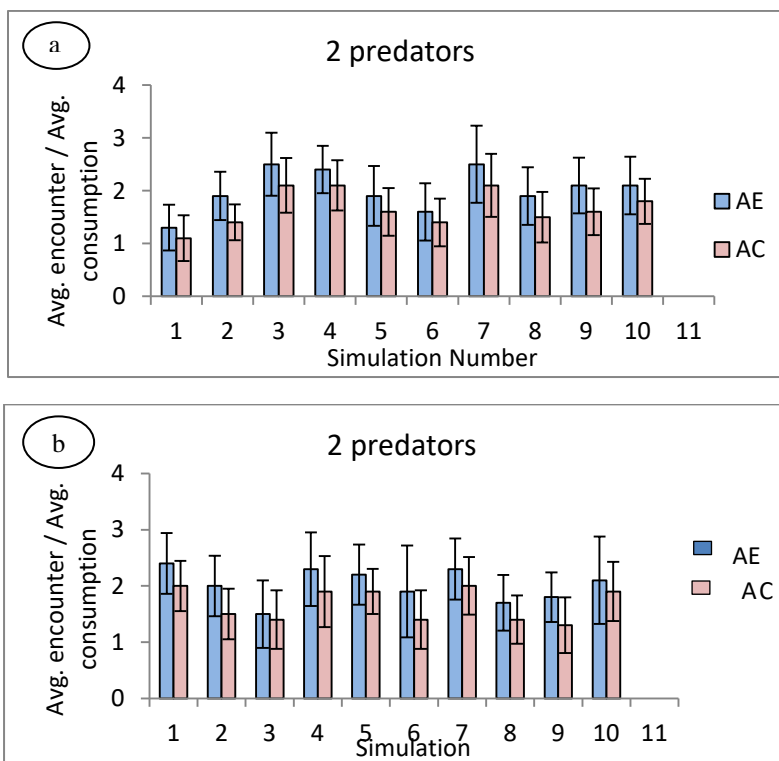 a
2 predators
Avg. encounter / Avg.
consumption
4
3
2
1
0
1 2 3 4 5 6 7 8 9 10 11
Simulation Number
AE
AC
b
2 predators
Avg. encounter / Avg.
consumption
4
3
2
1
0
1 2 3 4 5 6 7 8 9 10 11
Simulation
AE
AC